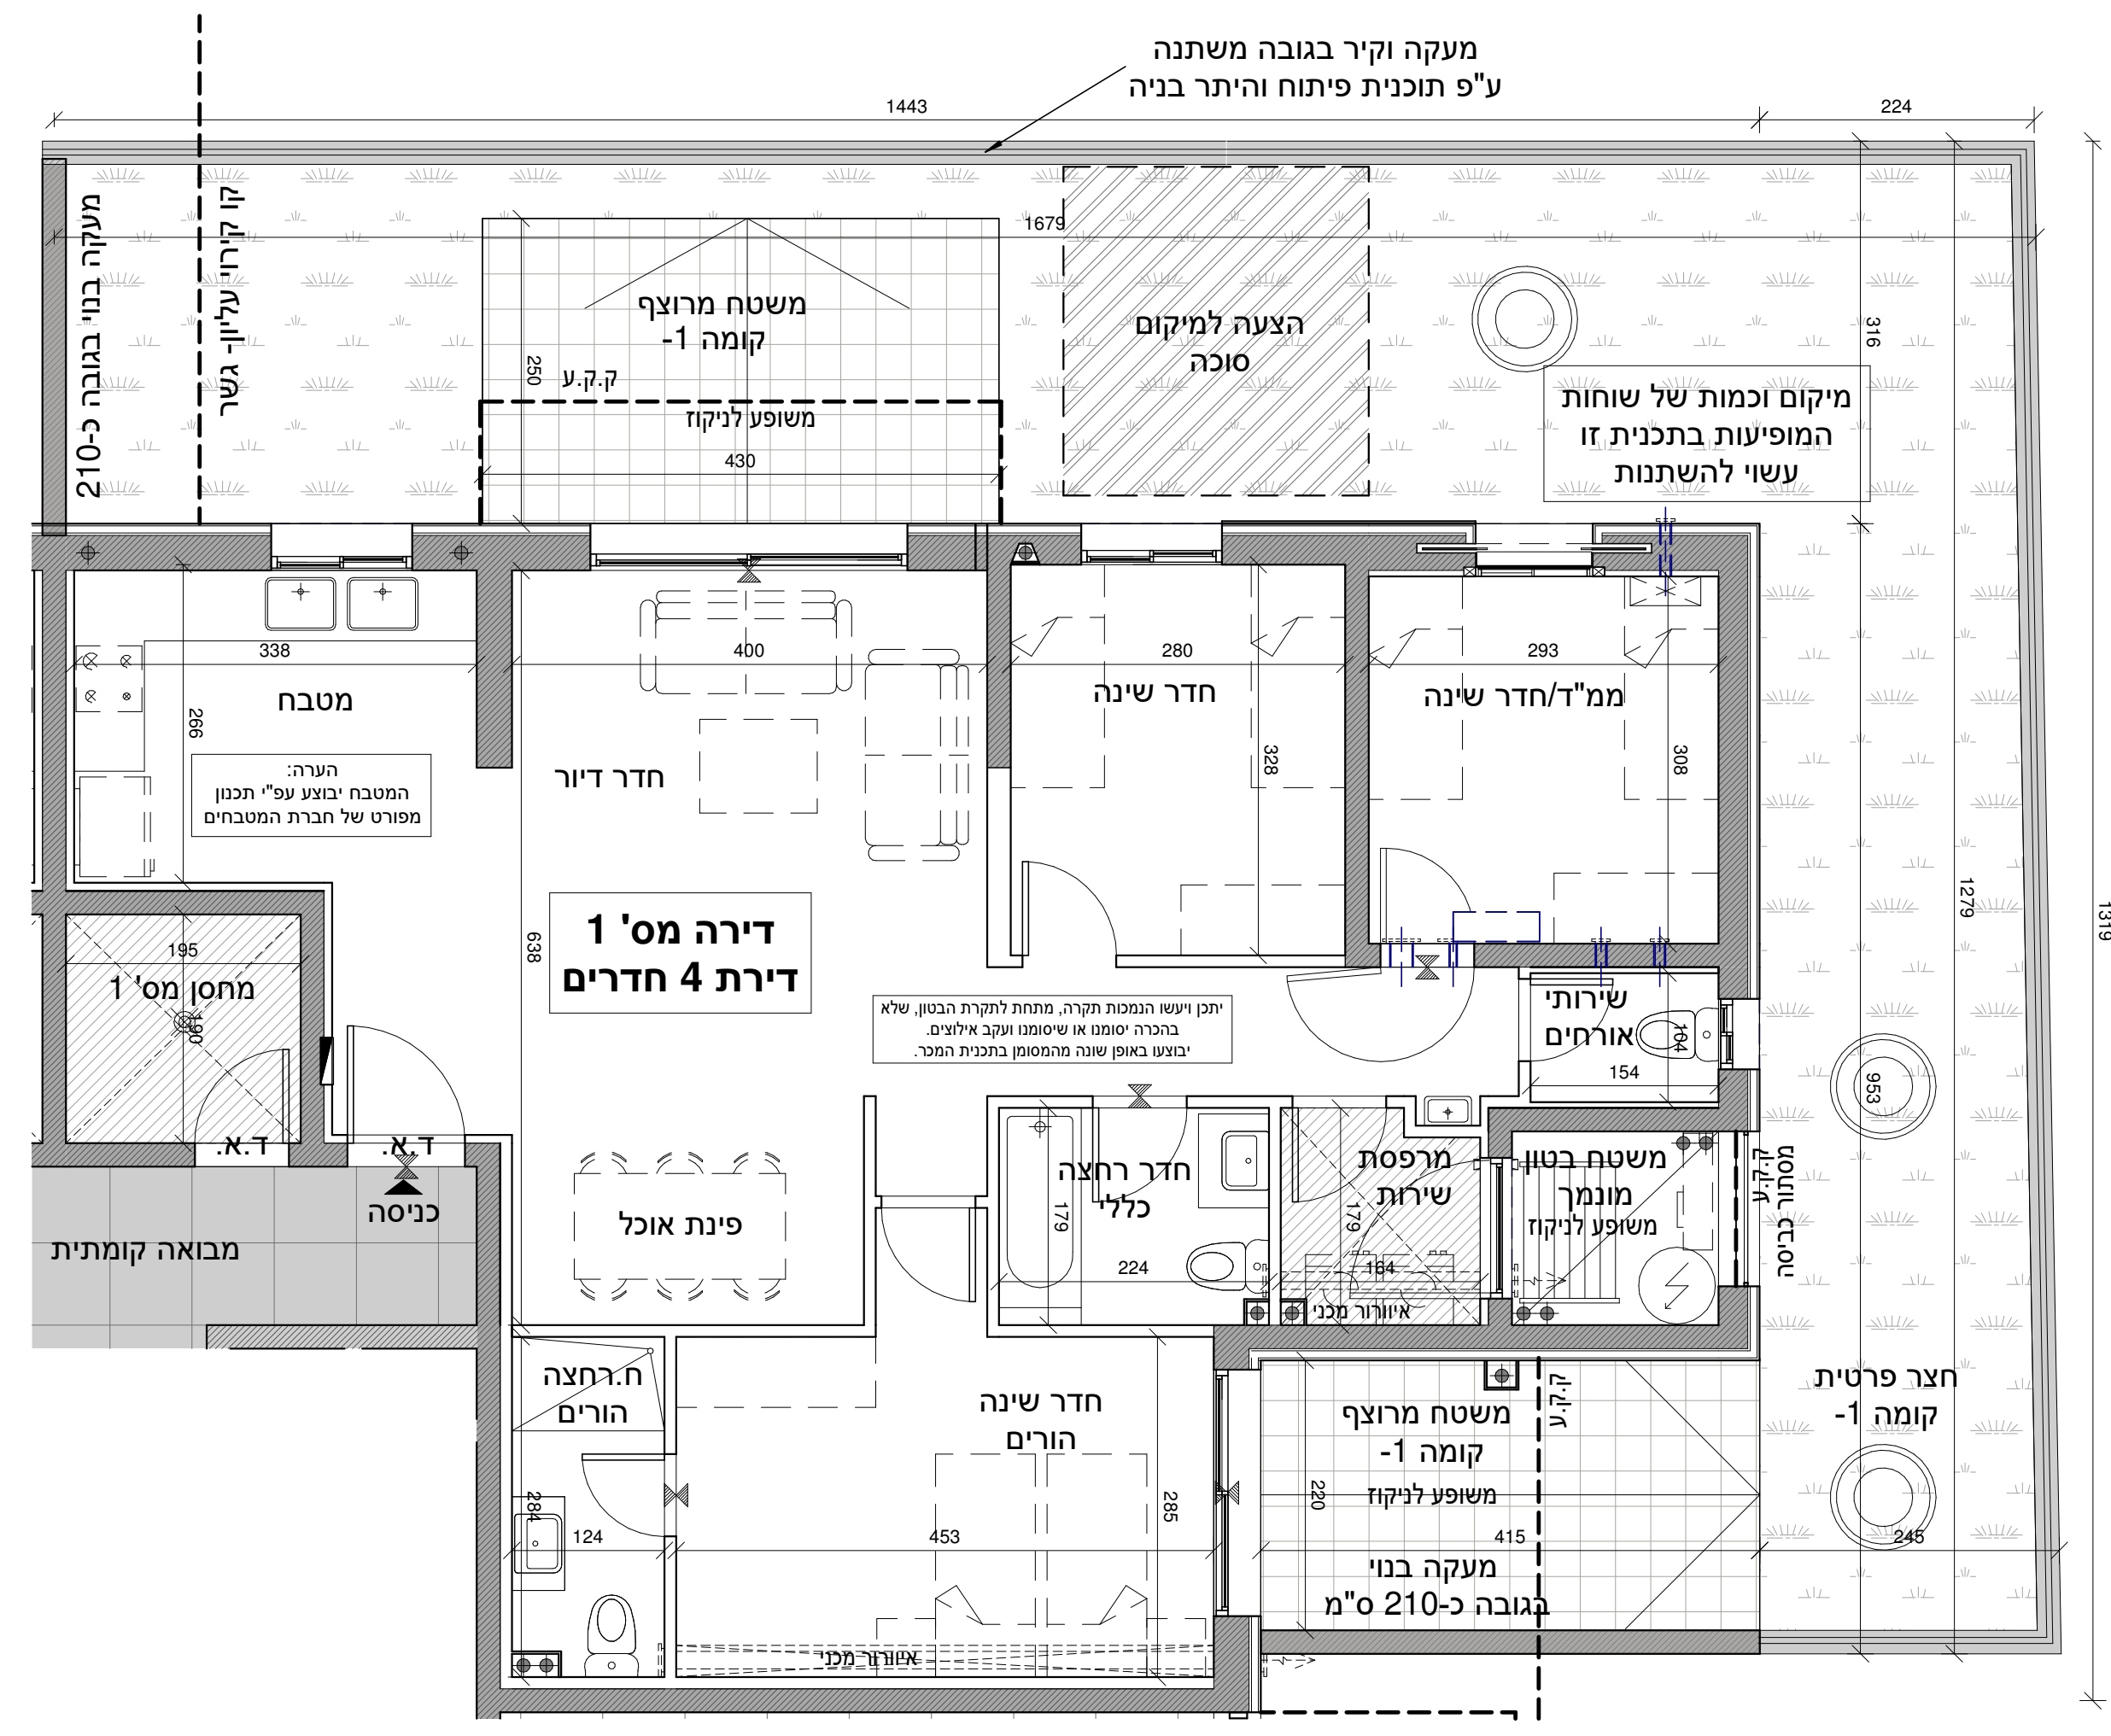 מעקה וקיר בגובה משתנה
ע"פ תוכנית פיתוח והיתר בניה
1443
224
מעקה בנוי בגובה כ-210
קו קירוי עליון- גשר
1679
משטח מרוצף
קומה 1-
ק.ק.ע
משופע לניקוז
250
430
הצעה למיקום
סוכה
316
מיקום וכמות של שוחות
המופיעות בתכנית זו
עשוי להשתנות
338
מטבח
266
הערה:
המטבח יבוצע עפ"י תכנון
מפורט של חברת המטבחים
400
חדר דיור
638
280
חדר שינה
328
293
ממ"ד/חדר שינה
308
1279
1319
דירה מס' 1
דירת 4 חדרים
195
מחסן מס' 1
190
ד.א.
ד.א.
כניסה
מבואה קומתית
יתכן ויעשו הנמכות תקרה, מתחת לתקרת הבטון, שלא
בהכרה יסומנו או שיסומנו ועקב אילוצים.
יבוצעו באופן שונה מהמסומן בתכנית המכר.
שירותי
אורחים
104
154
953
פינת אוכל
חדר רחצה
כללי
179
224
מרפסת
שירות
179
164
איוורור מכני
משטח בטון
מונמך
משופע לניקוז
ק.ק.ע
מסתור כביסה
ח.רחצה
הורים
284
124
חדר שינה
הורים
285
453
איוורור מכני
משטח מרוצף
קומה 1-
ק.ק.ע
משופע לניקוז
220
415
מעקה בנוי
בגובה כ-210 ס"מ
חצר פרטית
קומה 1-
245